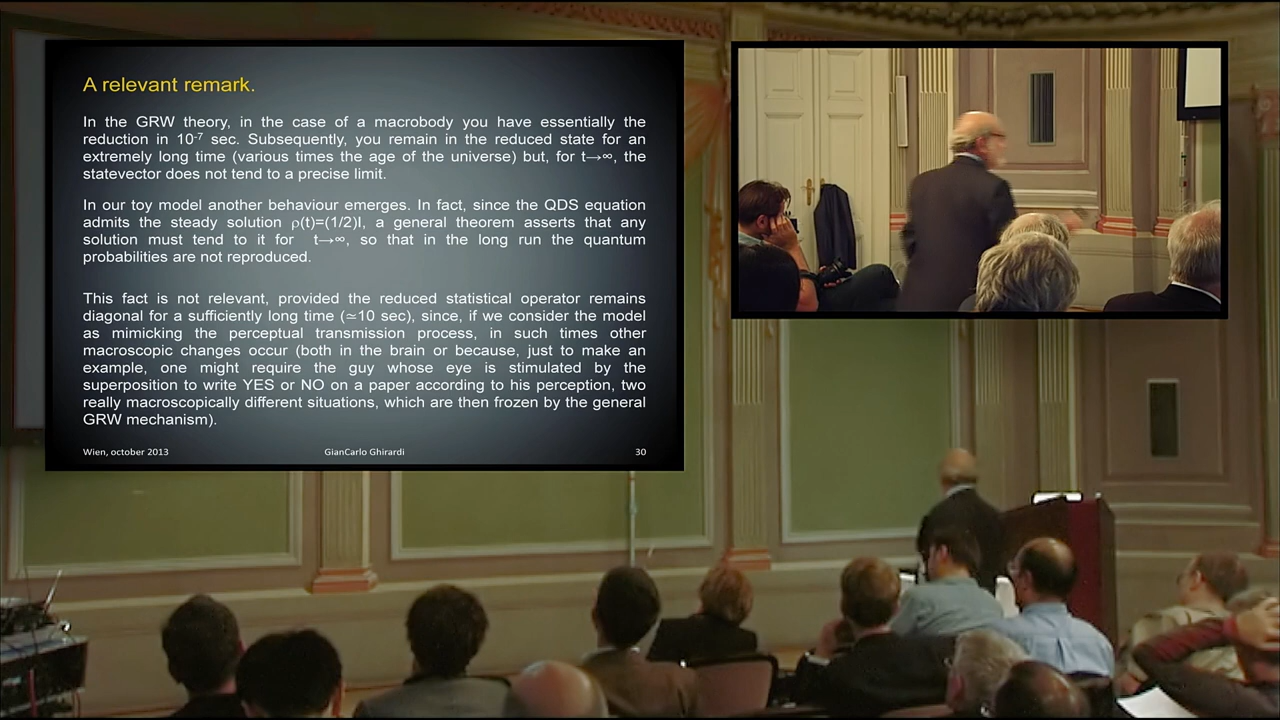 A relevant remark.
In the GRW theory, in the case of a macrobody you have essentially the
reduction in 10⁻⁷ sec. Subsequently, you remain in the reduced state for an
extremely long time (various times the age of the universe) but, for t→∞, the
statevector does not tend to a precise limit.
In our toy model another behaviour emerges. In fact, since the QDS equation
admits the steady solution ρ(t)=(1/2)I, a general theorem asserts that any
solution must tend to it for t→∞, so that in the long run the quantum
probabilities are not reproduced.
This fact is not relevant, provided the reduced statistical operator remains
diagonal for a sufficiently long time (≃10 sec), since, if we consider the model
as mimicking the perceptual transmission process, in such times other
macroscopic changes occur (both in the brain or because, just to make an
example, one might require the guy whose eye is stimulated by the
superposition to write YES or NO on a paper according to his perception, two
really macroscopically different situations, which are then frozen by the general
GRW mechanism).
Wien, october 2013 GianCarlo Ghirardi 30